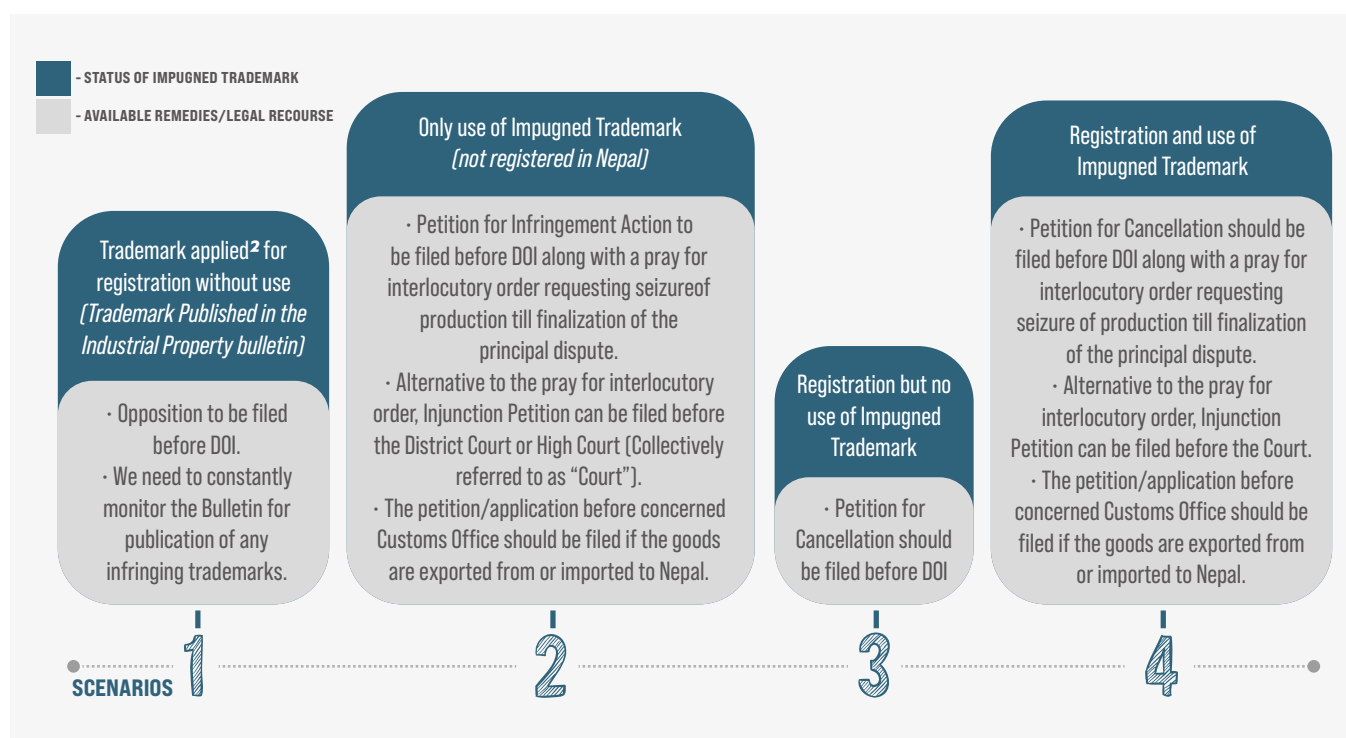 - STATUS OF IMPUGNED TRADEMARK
- AVAILABLE REMEDIES/LEGAL RECOURSE
Trademark applied² for
registration without use
(Trademark Published in the
Industrial Property bulletin)
· Opposition to be filed
before DOI.
· We need to constantly
monitor the Bulletin for
publication of any
infringing trademarks.
Only use of Impugned Trademark
(not registered in Nepal)
· Petition for Infringement Action to
be filed before DOI along with a pray for
interlocutory order requesting seizureof
production till finalization of the
principal dispute.
· Alternative to the pray for interlocutory
order, Injunction Petition can be filed before
the District Court or High Court (Collectively
referred to as “Court”).
· The petition/application before concerned
Customs Office should be filed if the goods
are exported from or imported to Nepal.
Registration but no
use of Impugned
Trademark
· Petition for
Cancellation should
be filed before DOI
Registration and use of
Impugned Trademark
· Petition for Cancellation should be
filed before DOI along with a pray for
interlocutory order requesting
seizure of production till finalization
of the principal dispute.
· Alternative to the pray for
interlocutory order, Injunction
Petition can be filed before the Court.
· The petition/application before
concerned Customs Office should be
filed if the goods are exported from
or imported to Nepal.
SCENARIOS
1
2
3
4